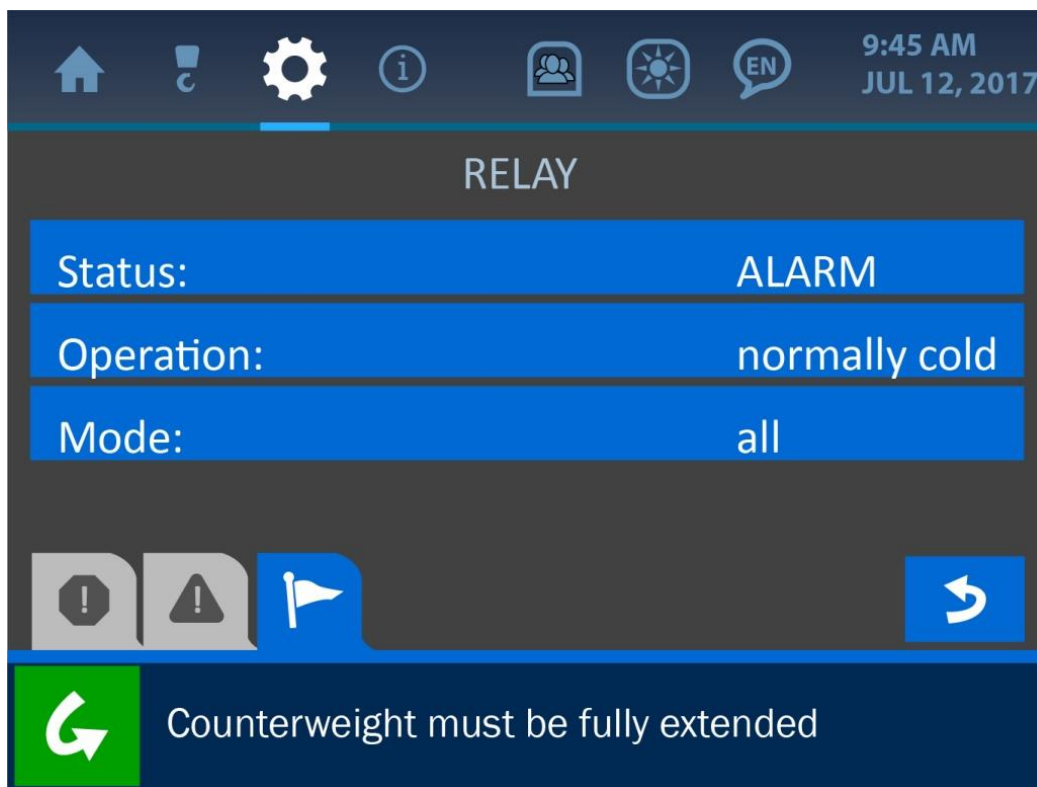 EN
9:45 AM
JUL 12, 2017
RELAY
Status: ALARM
Operation: normally cold
Mode: all
Counterweight must be fully extended